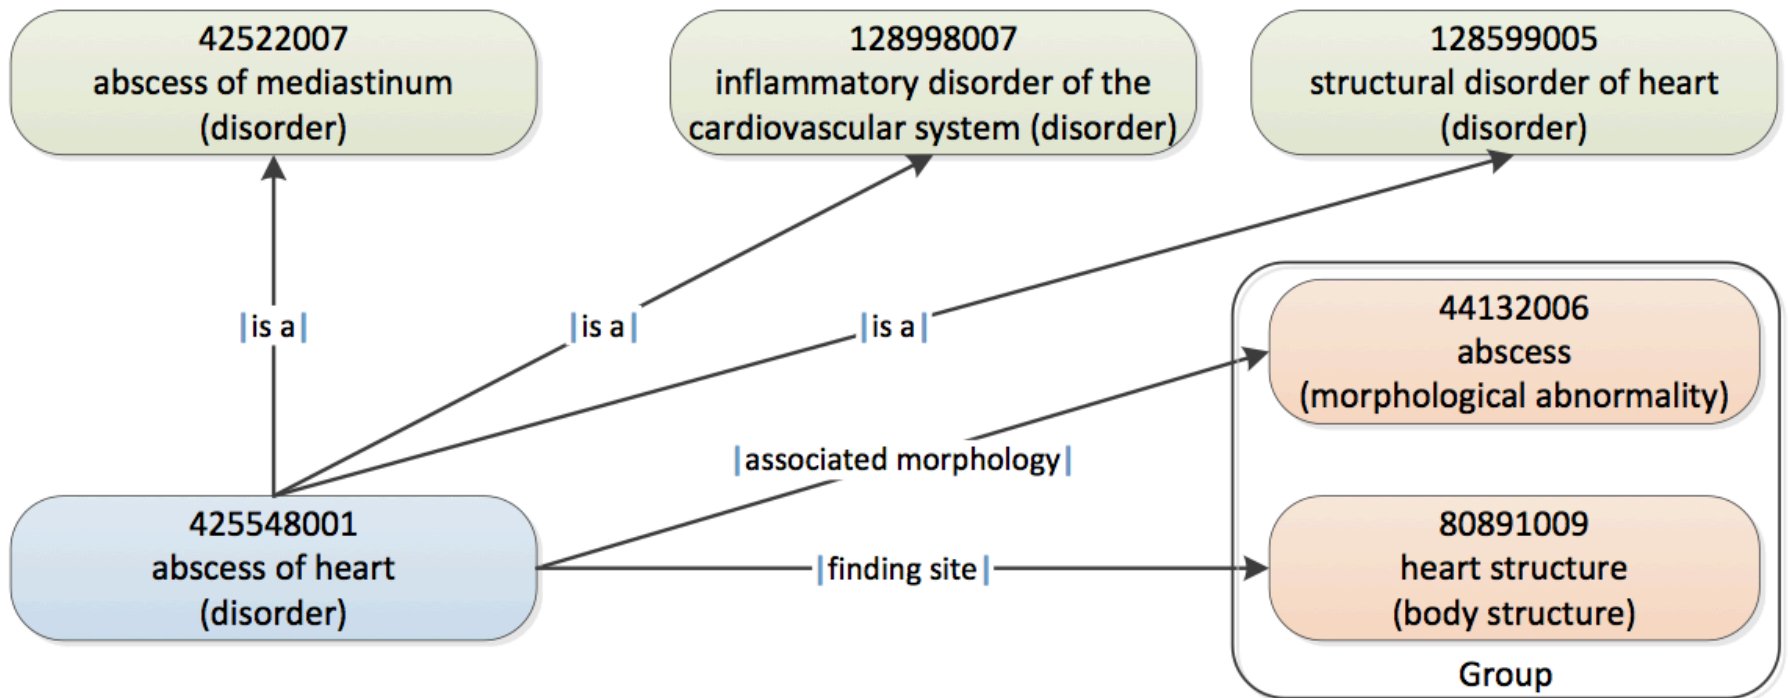 42522007
abscess of mediastinum
(disorder)
128998007
inflammatory disorder of the
cardiovascular system (disorder)
128599005
structural disorder of heart
(disorder)
|is a|
|is a|
|is a|
44132006
abscess
(morphological abnormality)
|associated morphology|
425548001
abscess of heart
(disorder)
|finding site|
80891009
heart structure
(body structure)
Group